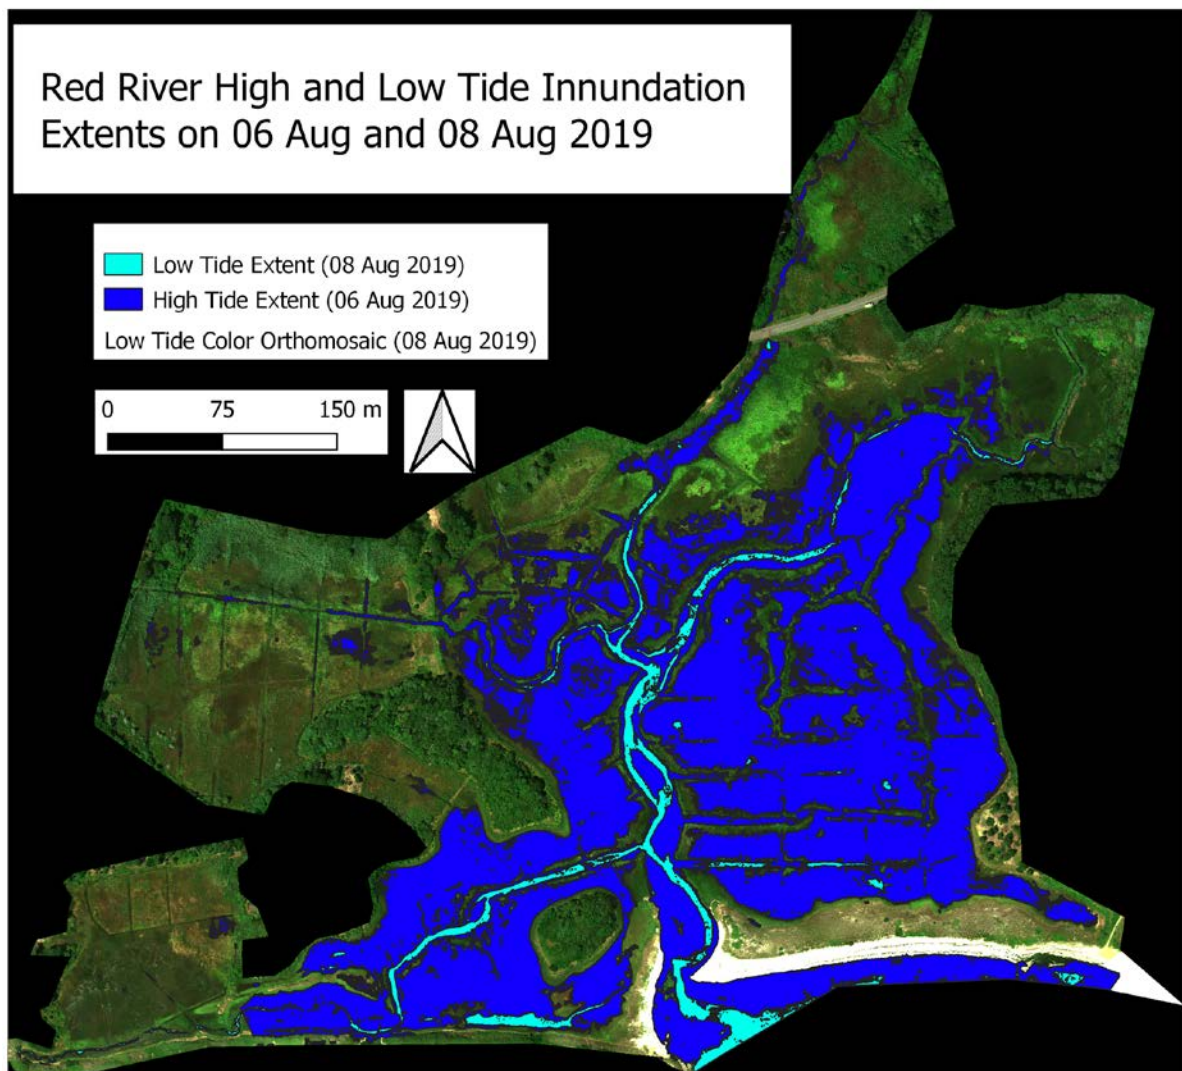 Red River High and Low Tide Innundation
Extents on 06 Aug and 08 Aug 2019
Low Tide Extent (08 Aug 2019)
High Tide Extent (06 Aug 2019)
Low Tide Color Orthomosaic (08 Aug 2019)
0 75 150 m